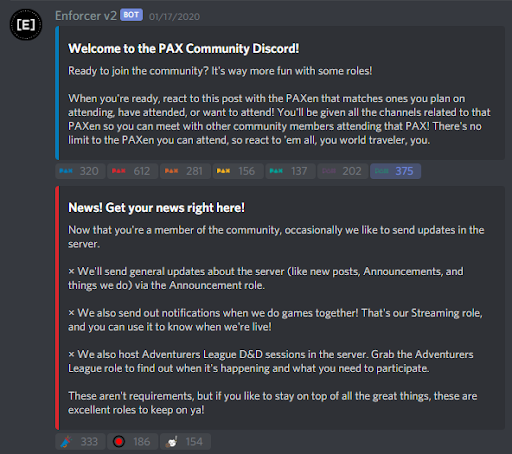 [E] Enforcer v2 BOT 01/17/2020
Welcome to the PAX Community Discord!
Ready to join the community? It's way more fun with some roles!
When you're ready, react to this post with the PAXen that matches ones you plan on
attending, have attended, or want to attend! You'll be given all the channels related to that
PAXen so you can meet with other community members attending that PAX! There's no
limit to the PAXen you can attend, so react to 'em all, you world traveler, you.
PAX 320 PAX 612 PAX 281 PAX 156 PAX 137 202 375
News! Get your news right here!
Now that you're a member of the community, occasionally we like to send updates in the
server.
× We'll send general updates about the server (like new posts, Announcements, and
things we do) via the Announcement role.
× We also send out notifications when we do games together! That's our Streaming role,
and you can use it to know when we're live!
× We also host Adventurers League D&D sessions in the server. Grab the Adventurers
League role to find out when it's happening and what you need to participate.
These aren't requirements, but if you like to stay on top of all the great things, these are
excellent roles to keep on ya!
333 186 154